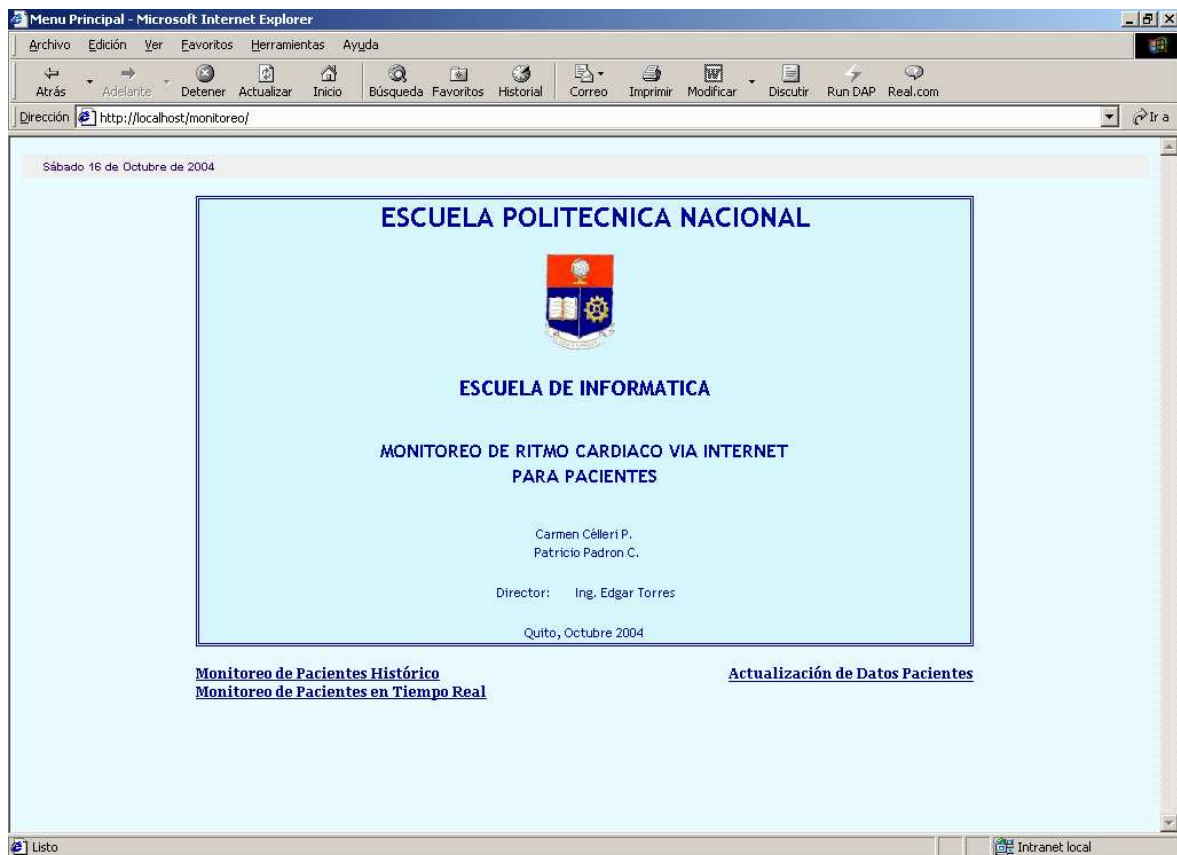 Menu Principal - Microsoft Internet Explorer
Archivo Edición Ver Favoritos Herramientas Ayuda
Atrás Adelante Detener Actualizar Inicio Búsqueda Favoritos Historial Correo Imprimir Modificar Discutir Run DAP Real.com
Dirección http://localhost/monitoreo/ Ir a
Sábado 16 de Octubre de 2004
ESCUELA POLITECNICA NACIONAL
ESCUELA DE INFORMATICA
MONITOREO DE RITMO CARDIACO VIA INTERNET
PARA PACIENTES
Carmen Célleri P.
Patricio Padron C.
Director: Ing. Edgar Torres
Quito, Octubre 2004
Monitoreo de Pacientes Histórico Actualización de Datos Pacientes
Monitoreo de Pacientes en Tiempo Real
Listo Intranet local